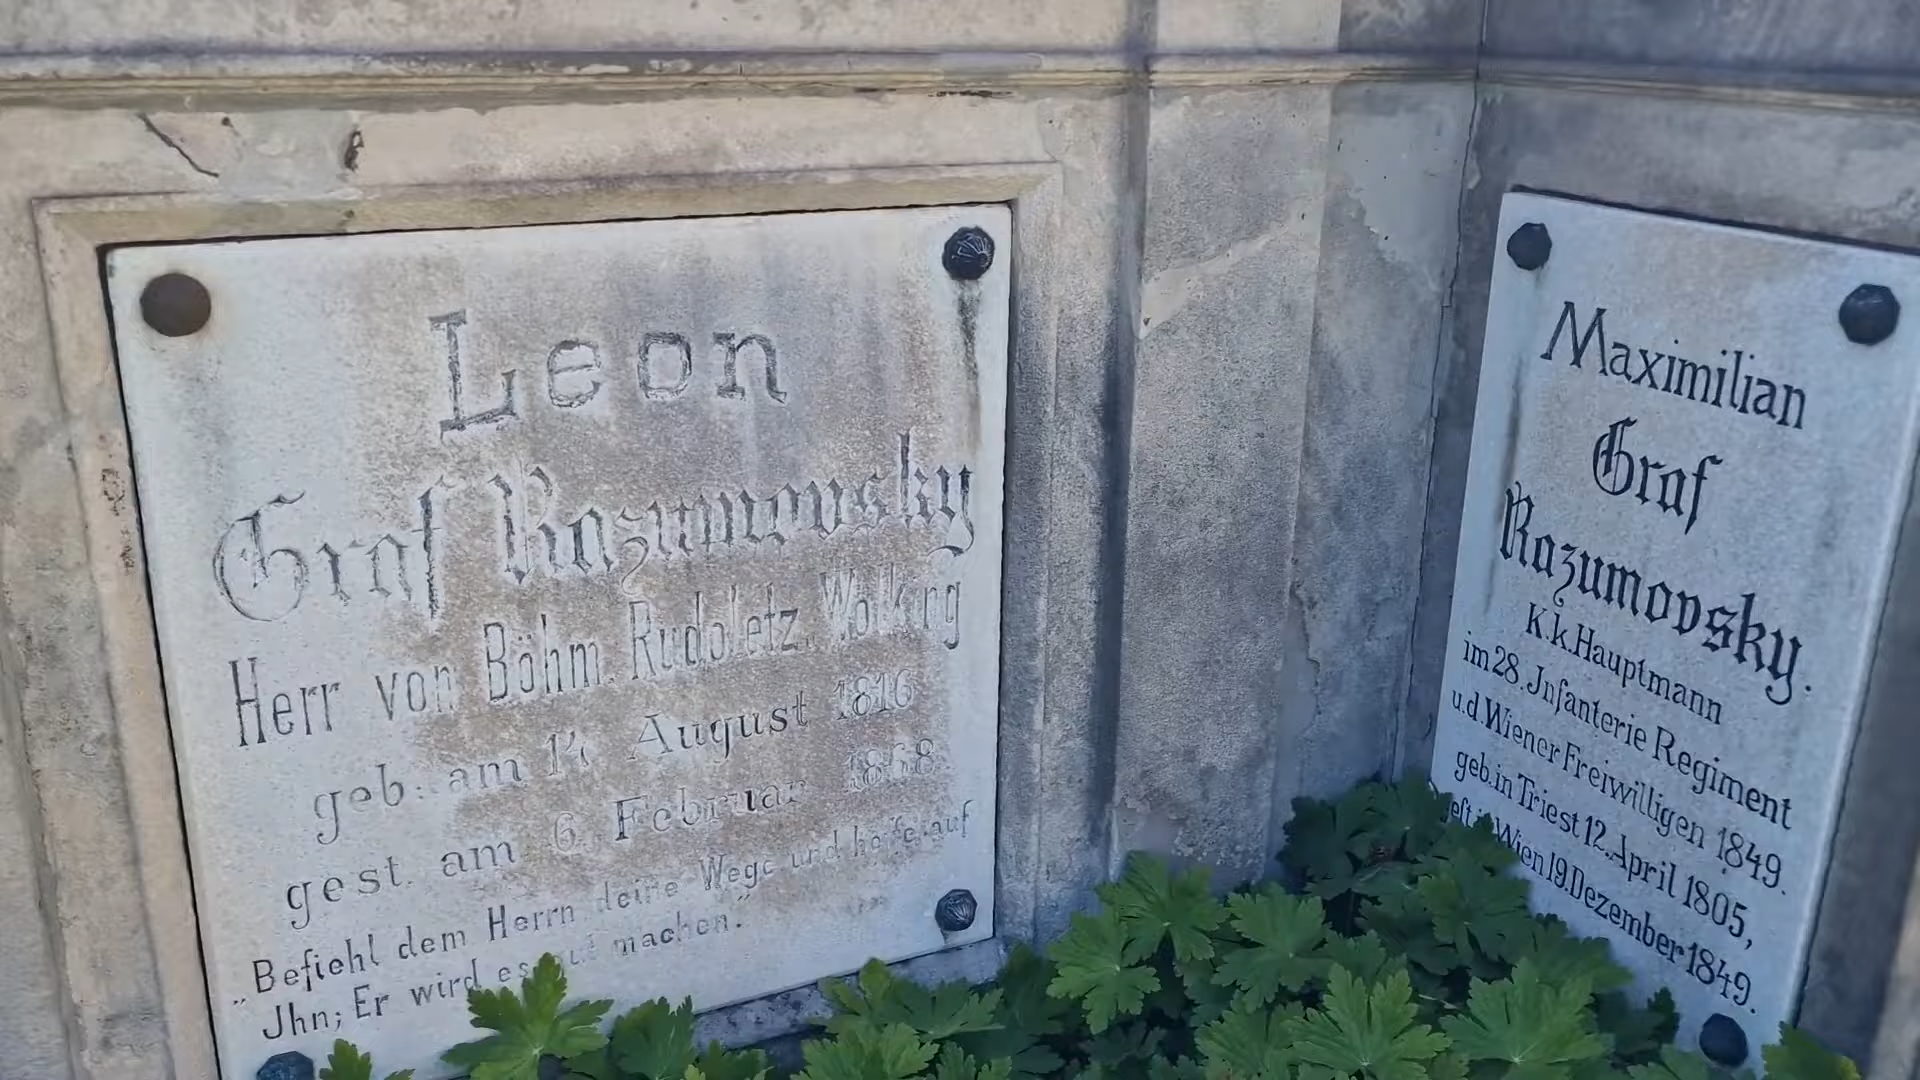 Leon
Graf Razumovsky
Herr von Böhm. Rudoletz. Wolking
geb. am 14 August 1816
gest. am 6. Februar 1868.
„Befiehl dem Herrn deine Wege und hoffe auf
Jhn; Er wird es gut machen."
Maximilian
Graf
Razumovsky.
K.k. Hauptmann
im 28. Jnfanterie Regiment
u.d. Wiener Freiwilligen 1849.
geb. in Triest 12. April 1805,
gest. in Wien 19. Dezember 1849.